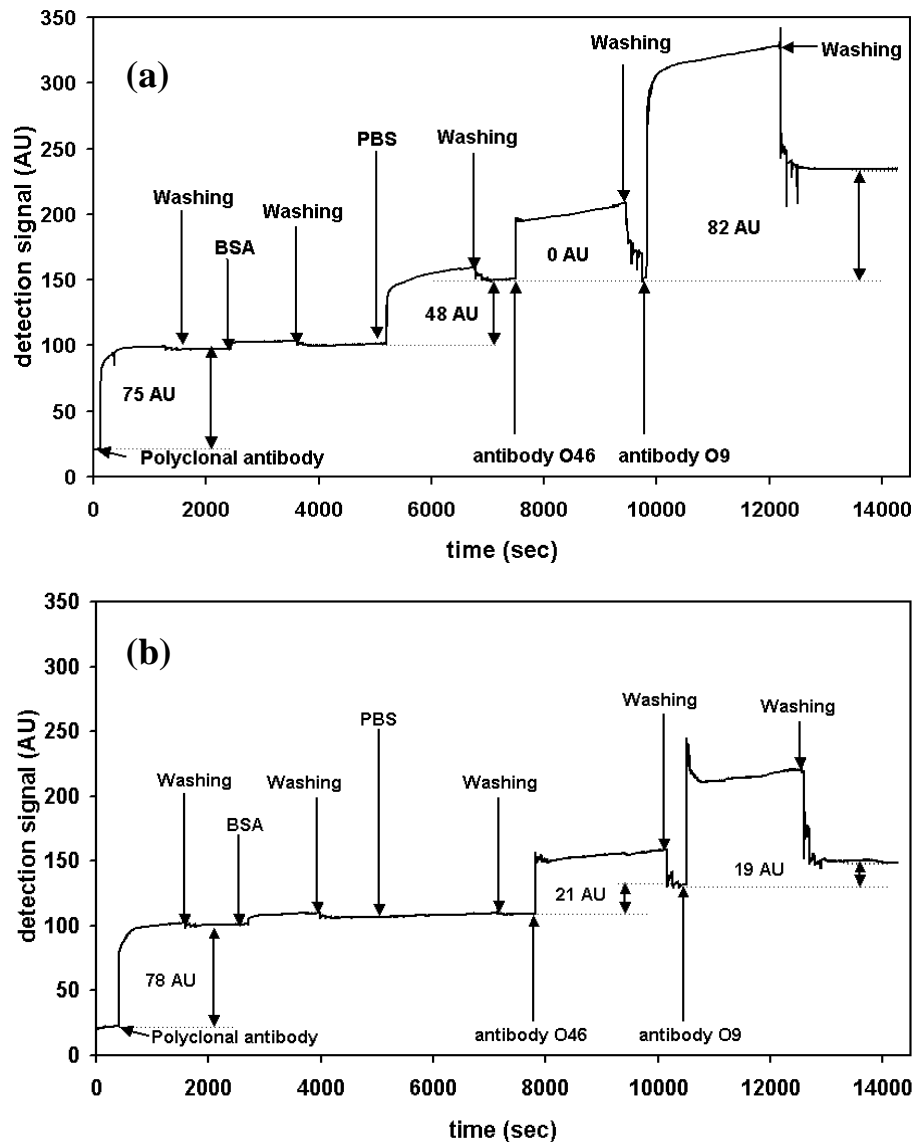 350
300
250
200
150
100
50
0
detection signal (AU)
(a)
Washing
Washing
PBS
Washing
Washing
Washing
BSA
0 AU
82 AU
48 AU
75 AU
Polyclonal antibody
antibody O46
antibody O9
0 2000 4000 6000 8000 10000 12000 14000
time (sec)
350
300
250
200
150
100
50
0
detection signal (AU)
(b)
Washing
Washing
PBS
Washing
Washing
Washing
BSA
21 AU
19 AU
78 AU
Polyclonal antibody
antibody O46
antibody O9
0 2000 4000 6000 8000 10000 12000 14000
time (sec)